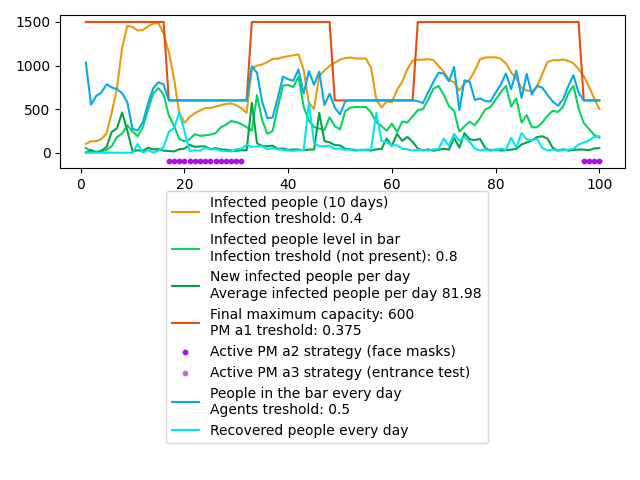 1500
1000
500
0
0
20
40
60
80
100
Infected people (10 days)
Infection treshold: 0.4
Infected people level in bar
Infection treshold (not present): 0.8
New infected people per day
Average infected people per day 81.98
Final maximum capacity: 600
PM a1 treshold: 0.375
Active PM a2 strategy (face masks)
Active PM a3 strategy (entrance test)
People in the bar every day
Agents treshold: 0.5
Recovered people every day